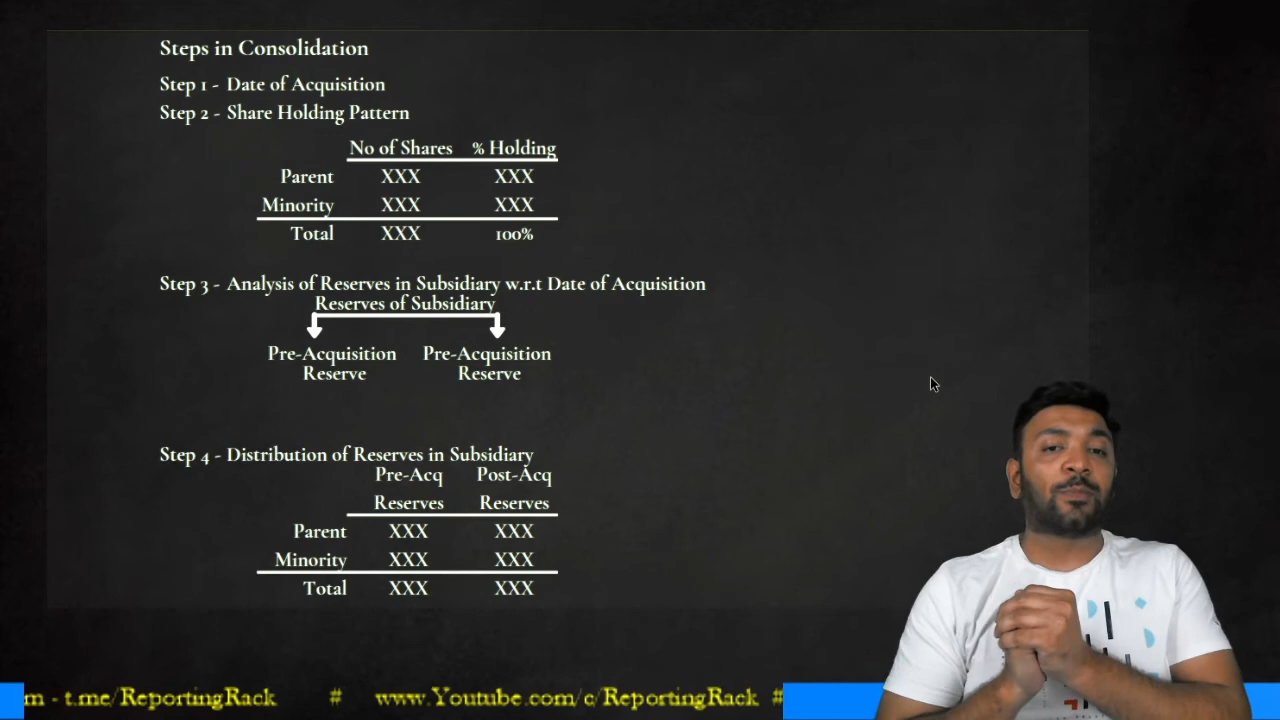 Steps in Consolidation
Step 1 - Date of Acquisition
Step 2 - Share Holding Pattern
No of Shares % Holding
Parent XXX XXX
Minority XXX XXX
Total XXX 100%
Step 3 - Analysis of Reserves in Subsidiary w.r.t Date of Acquisition
Reserves of Subsidiary
Pre-Acquisition Pre-Acquisition
Reserve Reserve
Step 4 - Distribution of Reserves in Subsidiary
Pre-Acq Post-Acq
Reserves Reserves
Parent XXX XXX
Minority XXX XXX
Total XXX XXX
m - t.me/ReportingRack # www.Youtube.com/c/ReportingRack #